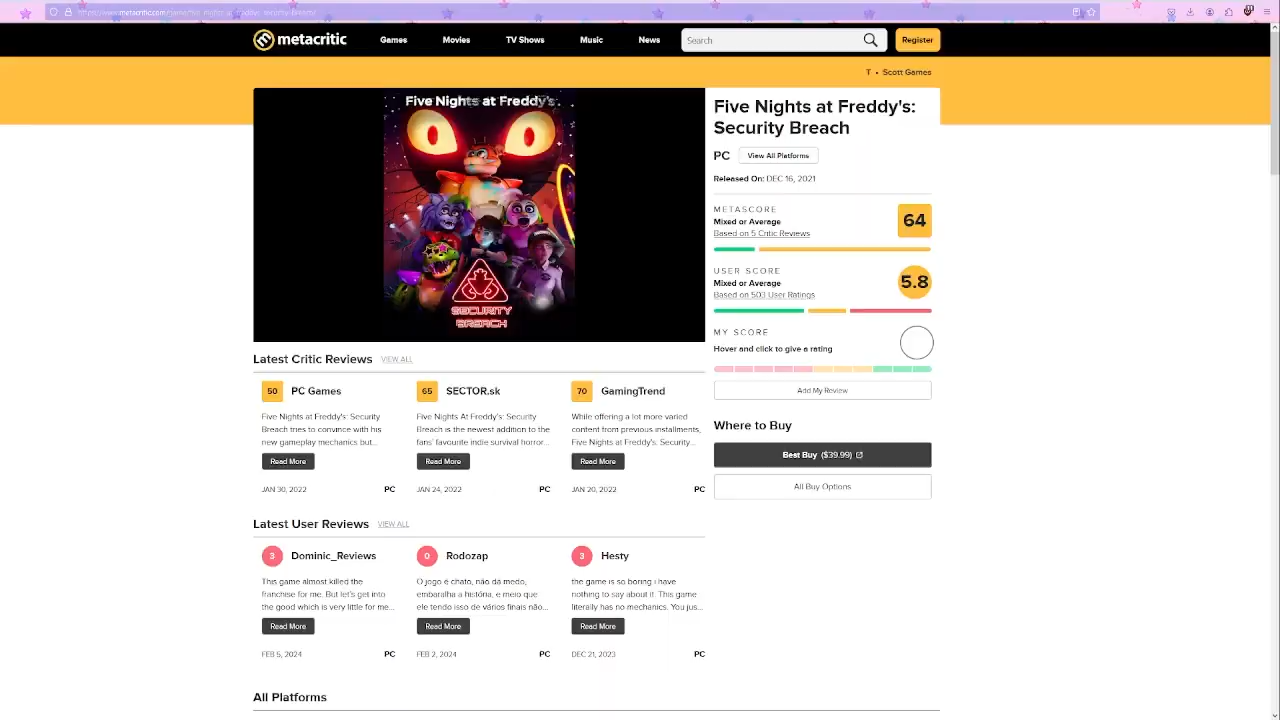 metacritic
Games
Movies
TV Shows
Music
News
Search
Register
T • Scott Games
Five Nights at Freddy's
SECURITY
BREACH
Five Nights at Freddy's:
Security Breach
PC
View All Platforms
Released On: DEC 16, 2021
METASCORE
Mixed or Average
Based on 5 Critic Reviews
64
USER SCORE
Mixed or Average
Based on 503 User Ratings
5.8
MY SCORE
Hover and click to give a rating
Add My Review
Where to Buy
Best Buy ($39.99)
All Buy Options
Latest Critic Reviews VIEW ALL
50 PC Games
Five Nights at Freddy's: Security
Breach tries to convince with his
new gameplay mechanics but...
Read More
JAN 30, 2022 PC
65 SECTOR.sk
Five Nights At Freddy's: Security
Breach is the newest addition to the
fans' favourite indie survival horror...
Read More
JAN 24, 2022 PC
70 GamingTrend
While offering a lot more varied
content from previous installments,
Five Nights at Freddy's: Security...
Read More
JAN 20, 2022 PC
Latest User Reviews VIEW ALL
3 Dominic_Reviews
This game almost killed the
franchise for me. But let's get into
the good which is very little for me...
Read More
FEB 5, 2024 PC
0 Rodozap
O jogo é chato, não da medo,
embaralha a história, e meio que
ele tendo isso de vários finais não...
Read More
FEB 2, 2024 PC
3 Hesty
the game is so boring i have
nothing to say about it. This game
literally has no mechanics. You jus...
Read More
DEC 21, 2023 PC
All Platforms